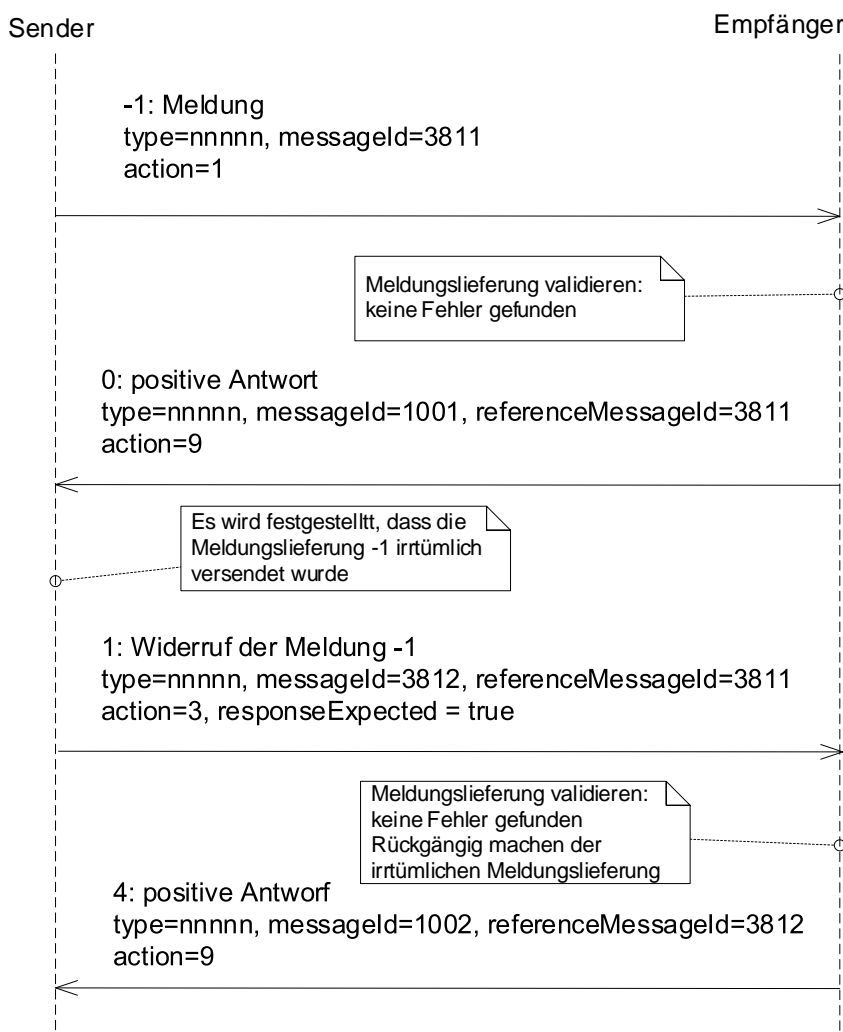 Sender
Empfänger
-1: Meldung
type=nnnnn, messageId=3811
action=1
Meldungslieferung validieren:
keine Fehler gefunden
0: positive Antwort
type=nnnnn, messageId=1001, referenceMessageId=3811
action=9
Es wird festgestelltt, dass die
Meldungslieferung -1 irrtümlich
versendet wurde
1: Widerruf der Meldung -1
type=nnnnn, messageId=3812, referenceMessageId=3811
action=3, responseExpected = true
Meldungslieferung validieren:
keine Fehler gefunden
Rückgängig machen der
irrtümlichen Meldungslieferung
4: positive Antworf
type=nnnnn, messageId=1002, referenceMessageId=3812
action=9